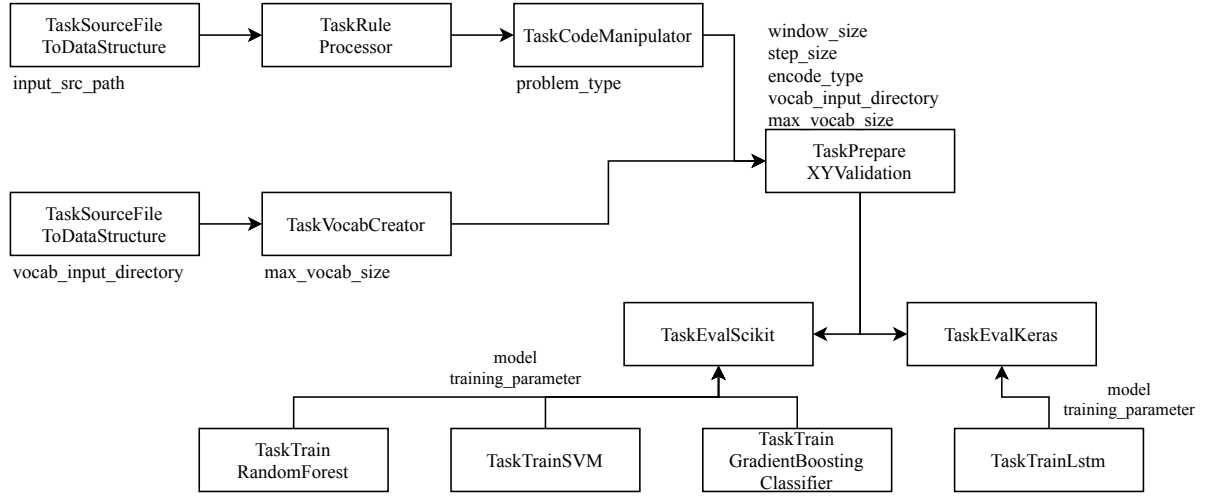 TaskSourceFile
ToDataStructure
input_src_path
TaskRule
Processor
TaskCodeManipulator
problem_type
window_size
step_size
encode_type
vocab_input_directory
max_vocab_size
TaskPrepare
XYValidation
TaskSourceFile
ToDataStructure
vocab_input_directory
TaskVocabCreator
max_vocab_size
TaskEvalScikit
TaskEvalKeras
model
training_parameter
model
training_parameter
TaskTrain
RandomForest
TaskTrainSVM
TaskTrain
GradientBoosting
Classifier
TaskTrainLstm